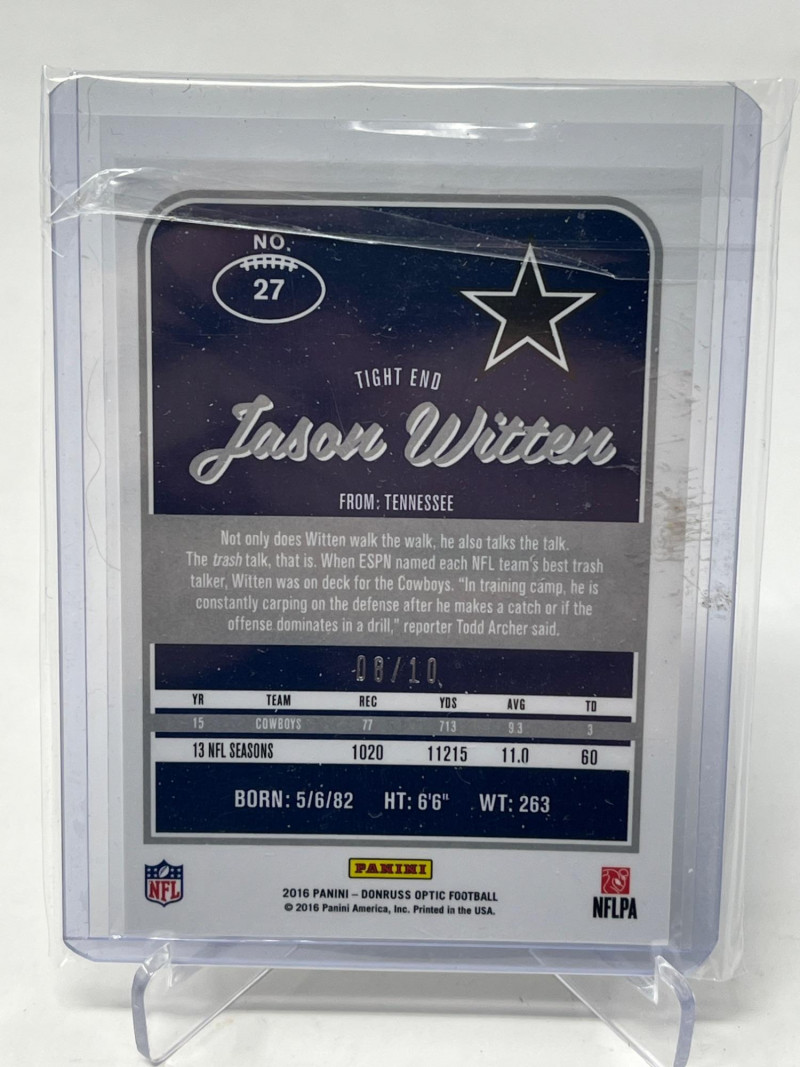 NO.
27
TIGHT END
Jason Witten
FROM: TENNESSEE
Not only does Witten walk the walk, he also talks the talk.
The trash talk, that is. When ESPN named each NFL team's best trash
talker, Witten was on deck for the Cowboys. "In training camp, he is
constantly carping on the defense after he makes a catch or if the
offense dominates in a drill," reporter Todd Archer said.
08/10
YR TEAM REC YDS AVG TD
15 COWBOYS 77 713 9.3 3
13 NFL SEASONS 1020 11215 11.0 60
BORN: 5/6/82 HT: 6'6" WT: 263
NFL
PANINI
2016 PANINI – DONRUSS OPTIC FOOTBALL
© 2016 Panini America, Inc. Printed in the USA.
NFLPA